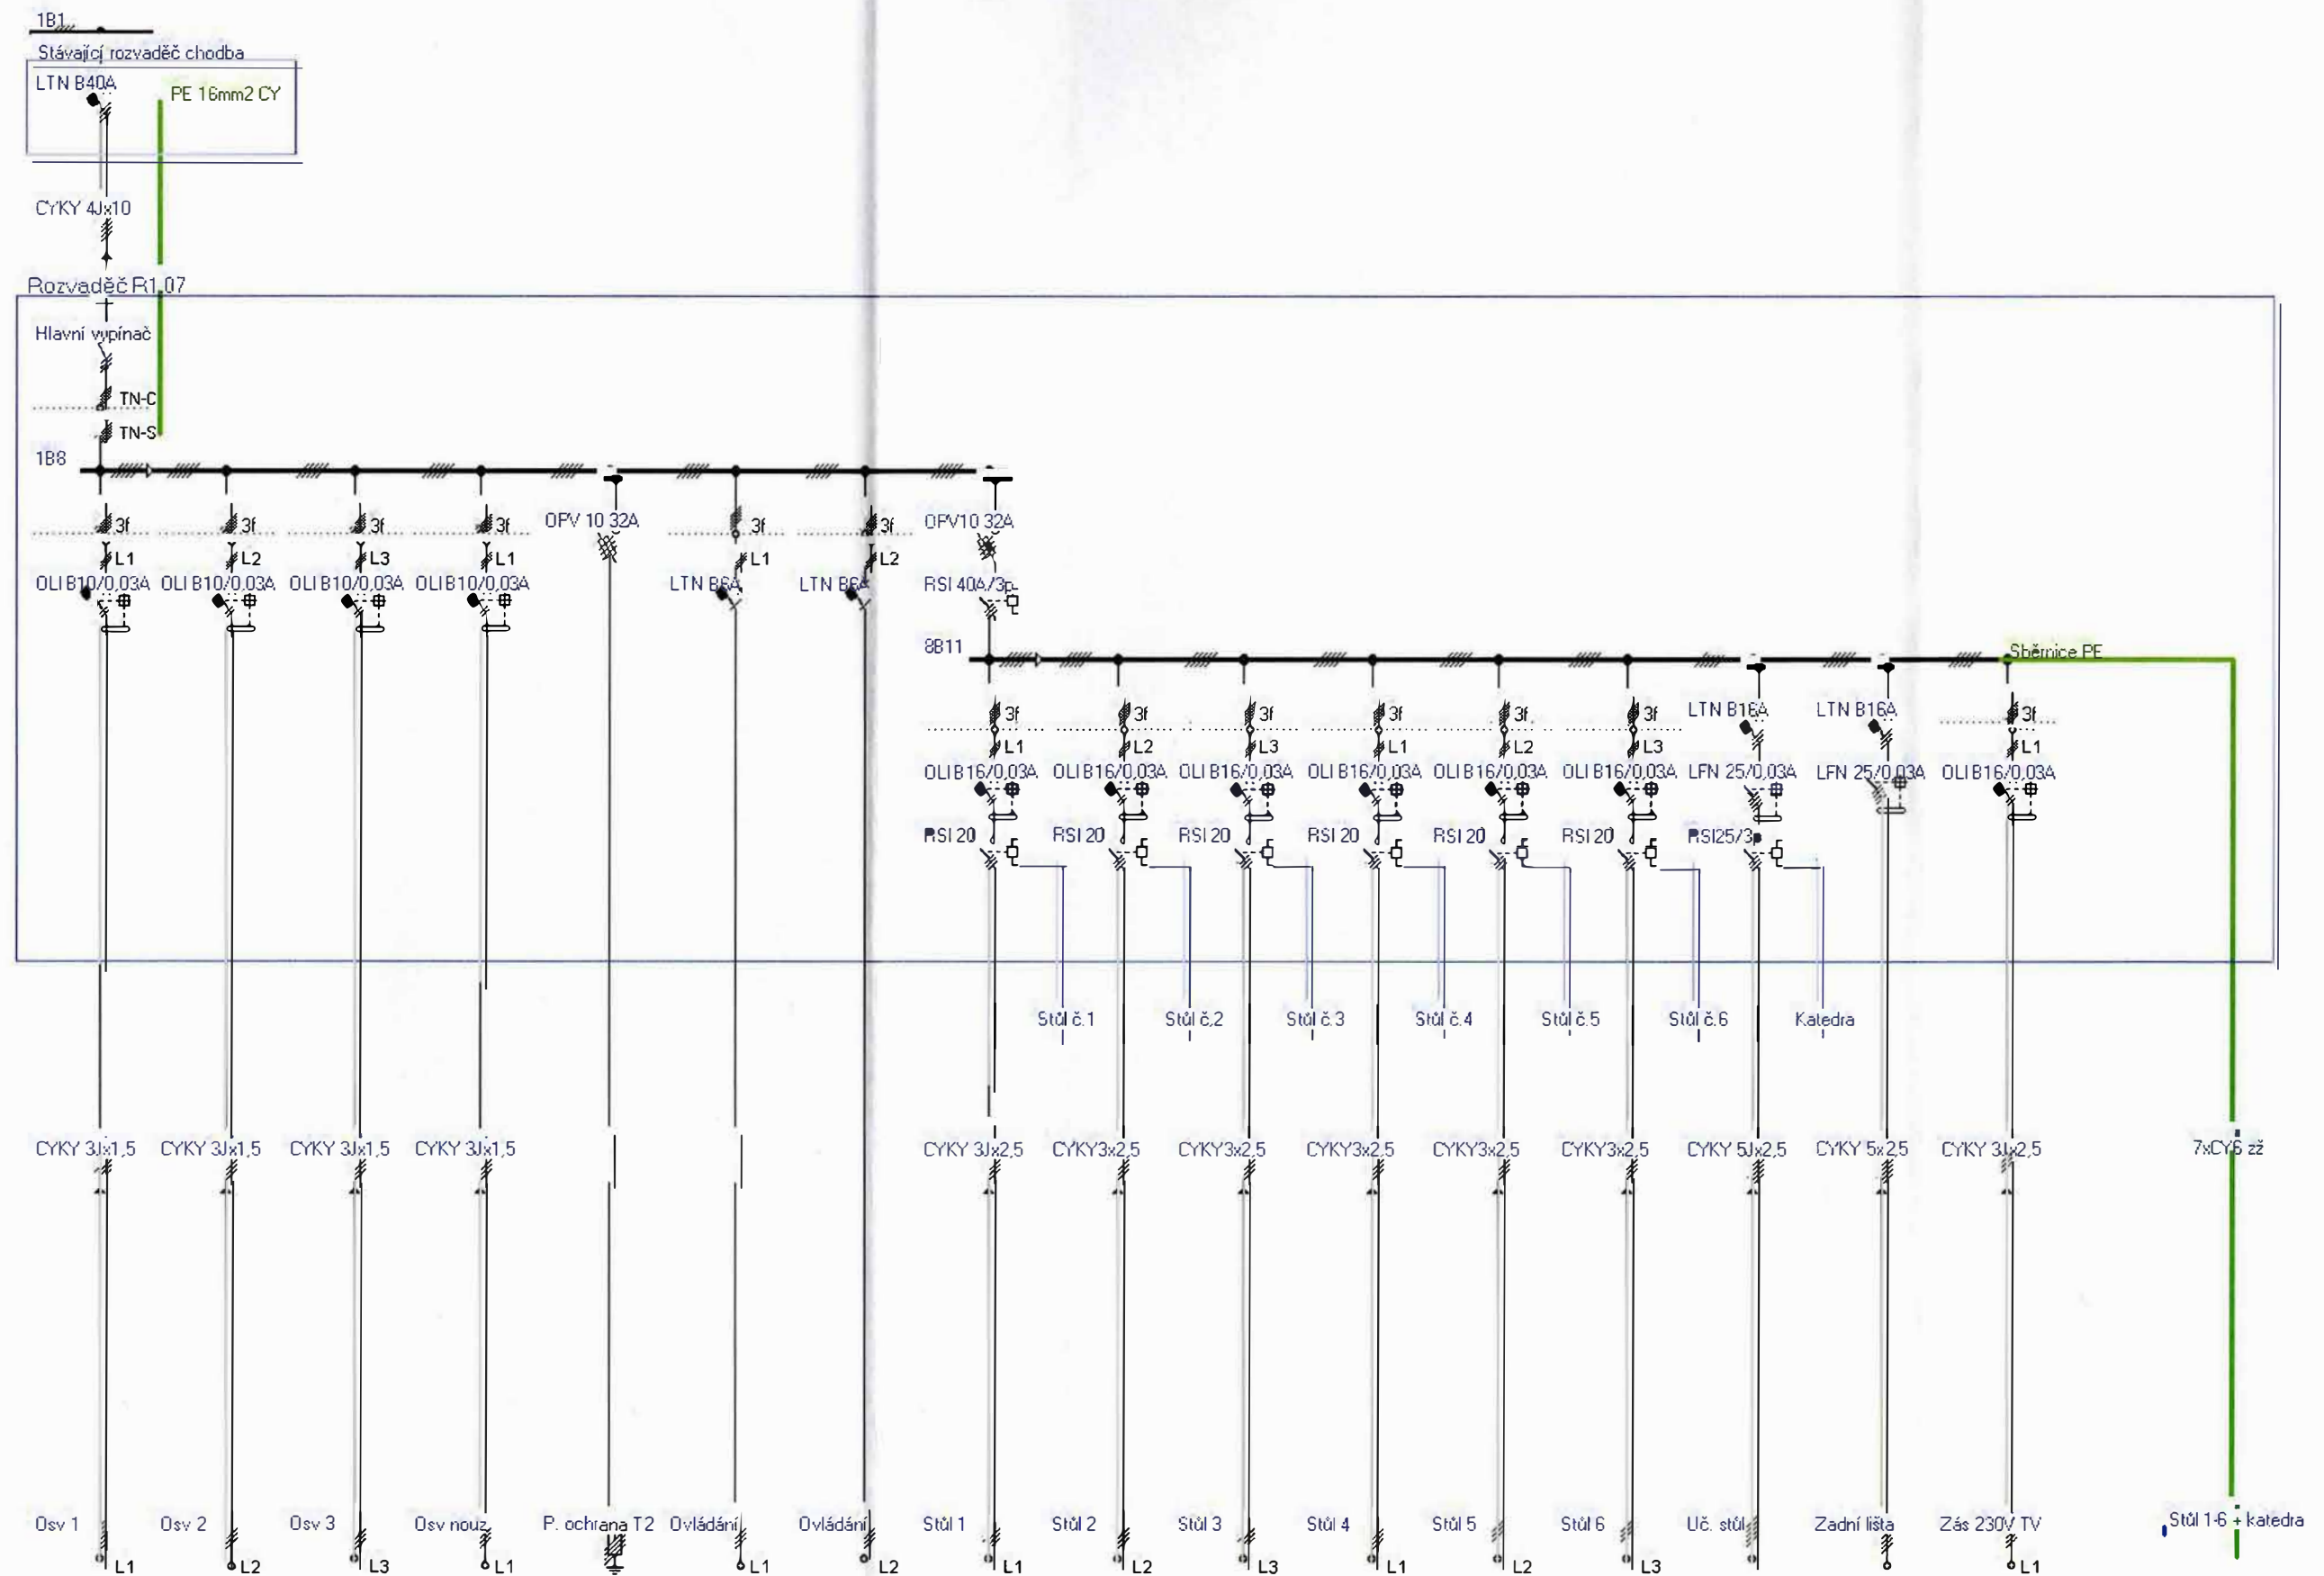 1B1
Stávající rozvaděč chodba
LTN B40A
PE 16mm2 CY
CYKY 4Jx10
Rozvaděč R1.07
Hlavní vypínač
TN-C
TN-S
1B8
3f 3f 3f 3f OPV 10 32A 3f 3f OPV10 32A
L1 L2 L3 L1 L1 L2
OLI B10/0,03A OLI B10/0,03A OLI B10/0,03A OLI B10/0,03A LTN B6A LTN B6A RSI 40A/3p
8B11
Sběrnice PE
3f 3f 3f 3f 3f 3f LTN B16A LTN B16A 3f
L1 L2 L3 L1 L2 L3 L1
OLI B16/0,03A OLI B16/0,03A OLI B16/0,03A OLI B16/0,03A OLI B16/0,03A OLI B16/0,03A LFN 25/0,03A LFN 25/0,03A OLI B16/0,03A
RSI 20 RSI 20 RSI 20 RSI 20 RSI 20 RSI 20 RSI25/3p
Stůl č.1 Stůl č.2 Stůl č.3 Stůl č.4 Stůl č.5 Stůl č.6 Katedra
CYKY 3Jx1,5 CYKY 3Jx1,5 CYKY 3Jx1,5 CYKY 3Jx1,5 CYKY 3Jx2,5 CYKY3x2,5 CYKY3x2,5 CYKY3x2,5 CYKY3x2,5 CYKY3x2,5 CYKY 5Jx2,5 CYKY 5x2,5 CYKY 3Jx2,5 7xCY6 zž
Osv 1 Osv 2 Osv 3 Osv nouz P. ochrana T2 Ovládání Ovládání Stůl 1 Stůl 2 Stůl 3 Stůl 4 Stůl 5 Stůl 6 Uč. stůl Zadní lišta Zás 230V TV Stůl 1-6 + katedra
L1 L2 L3 L1 L1 L2 L1 L2 L3 L1 L2 L3 L1